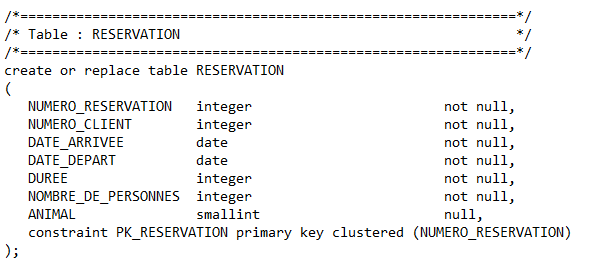 /*==============================================================*/
/* Table : RESERVATION                                          */
/*==============================================================*/
create or replace table RESERVATION
(
   NUMERO_RESERVATION   integer                        not null,
   NUMERO_CLIENT        integer                        not null,
   DATE_ARRIVEE         date                           not null,
   DATE_DEPART          date                           not null,
   DUREE                integer                        not null,
   NOMBRE_DE_PERSONNES  integer                        not null,
   ANIMAL               smallint                       null,
   constraint PK_RESERVATION primary key clustered (NUMERO_RESERVATION)
);